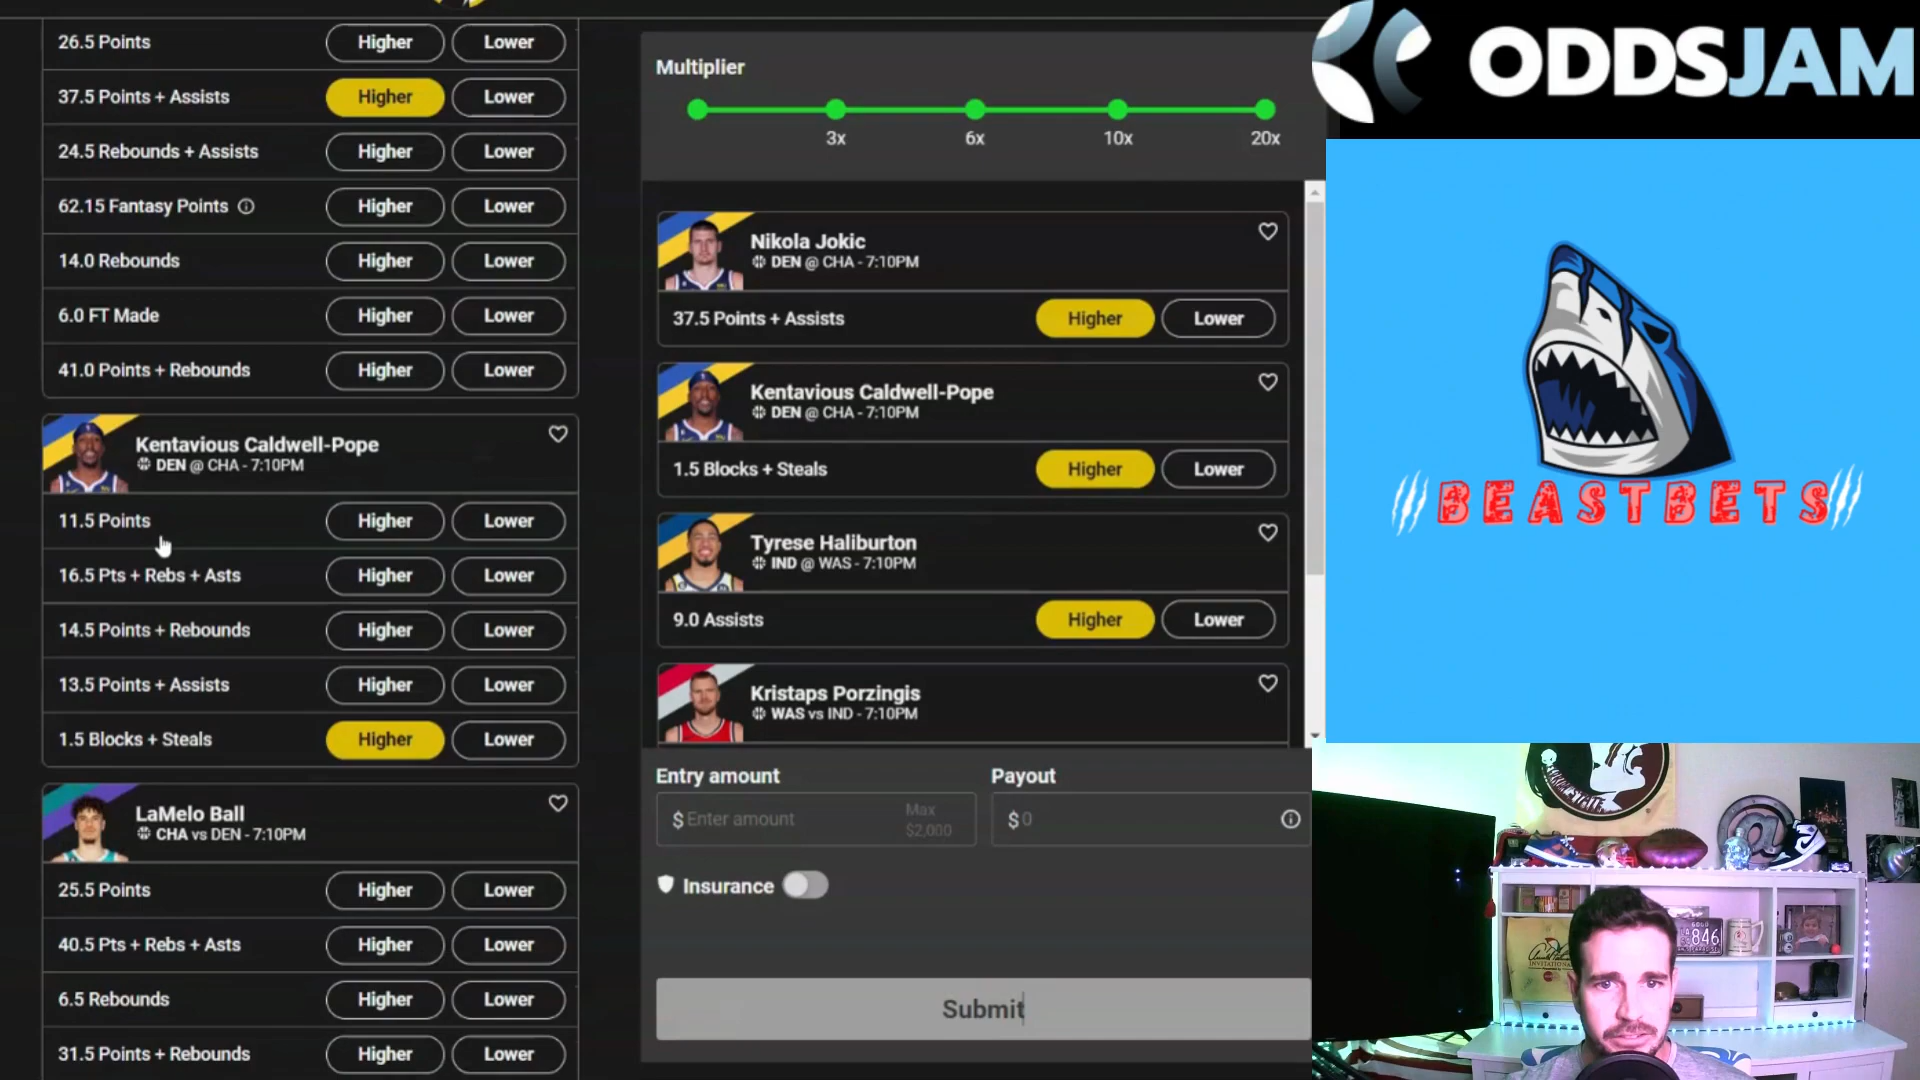 26.5 Points Higher Lower
37.5 Points + Assists Higher Lower
24.5 Rebounds + Assists Higher Lower
62.15 Fantasy Points Higher Lower
14.0 Rebounds Higher Lower
6.0 FT Made Higher Lower
41.0 Points + Rebounds Higher Lower
Kentavious Caldwell-Pope
DEN @ CHA - 7:10PM
11.5 Points Higher Lower
16.5 Pts + Rebs + Asts Higher Lower
14.5 Points + Rebounds Higher Lower
13.5 Points + Assists Higher Lower
1.5 Blocks + Steals Higher Lower
LaMelo Ball
CHA vs DEN - 7:10PM
25.5 Points Higher Lower
40.5 Pts + Rebs + Asts Higher Lower
6.5 Rebounds Higher Lower
31.5 Points + Rebounds Higher Lower
Multiplier
3x 6x 10x 20x
Nikola Jokic
DEN @ CHA - 7:10PM
37.5 Points + Assists Higher Lower
Kentavious Caldwell-Pope
DEN @ CHA - 7:10PM
1.5 Blocks + Steals Higher Lower
Tyrese Haliburton
IND @ WAS - 7:10PM
9.0 Assists Higher Lower
Kristaps Porzingis
WAS vs IND - 7:10PM
Entry amount Payout
$ Enter amount Max $ 0
$2,000
Insurance
Submit
ODDSJAM
BEASTBETS
846